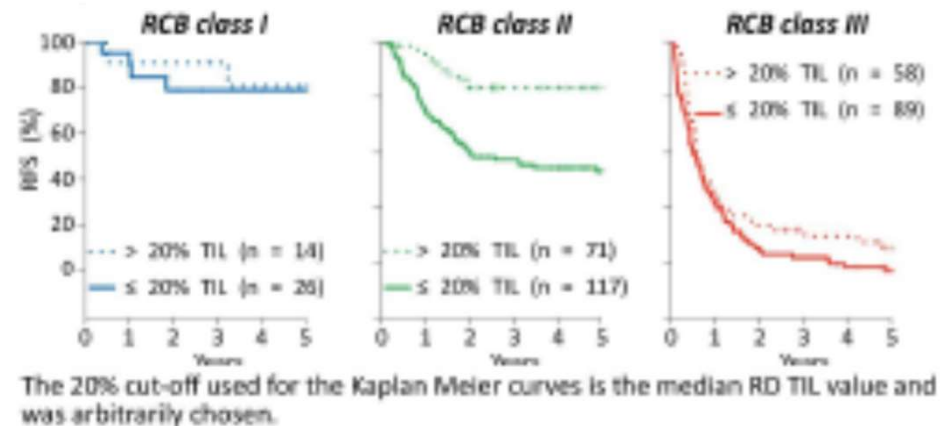 RCB class I
RCB class II
RCB class III
RFS (%)
100
80
60
40
20
0
> 20% TIL (n = 14)
≤ 20% TIL (n = 26)
> 20% TIL (n = 71)
≤ 20% TIL (n = 117)
> 20% TIL (n = 58)
≤ 20% TIL (n = 89)
0 1 2 3 4 5
0 1 2 3 4 5
0 1 2 3 4 5
Years
Years
Years
The 20% cut-off used for the Kaplan Meier curves is the median RD TIL value and
was arbitrarily chosen.